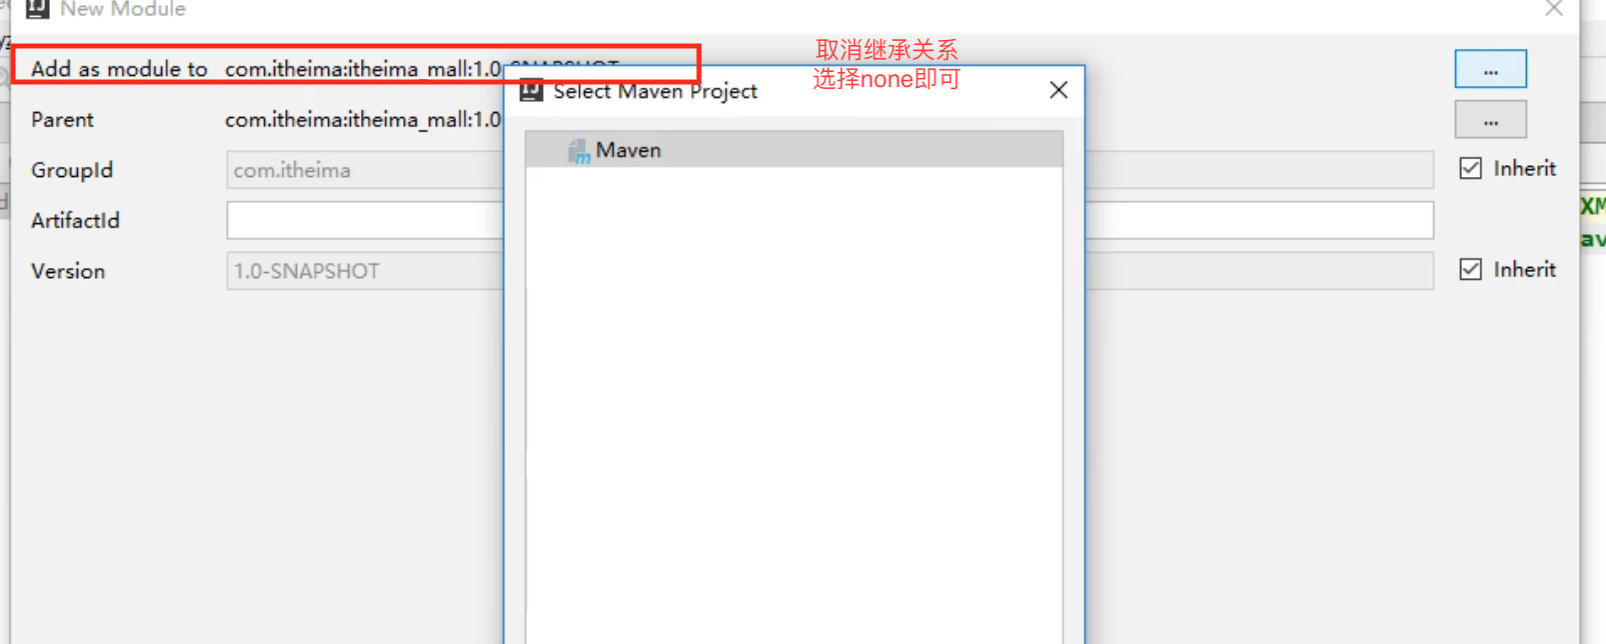 New Module
Add as module to com.itheima:itheima_mall:1.0-SNAPSHOT
...
取消继承关系
选择none即可
Select Maven Project
Parent com.itheima:itheima_mall:1.0
...
Maven
GroupId com.itheima
Inherit
ArtifactId
Version 1.0-SNAPSHOT
Inherit
XM
av